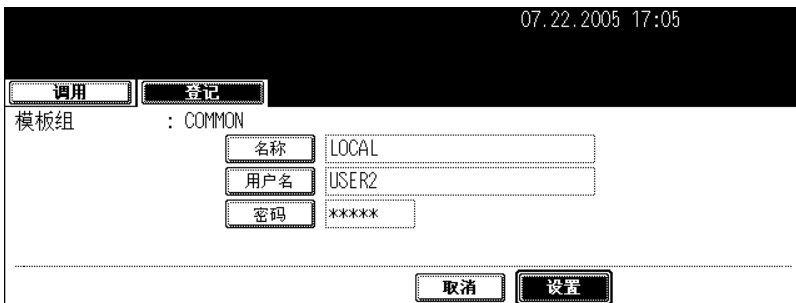 07.22.2005 17:05
调用 登记
模板组 : COMMON
名称 LOCAL
用户名 USER2
密码 *****
取消 设置